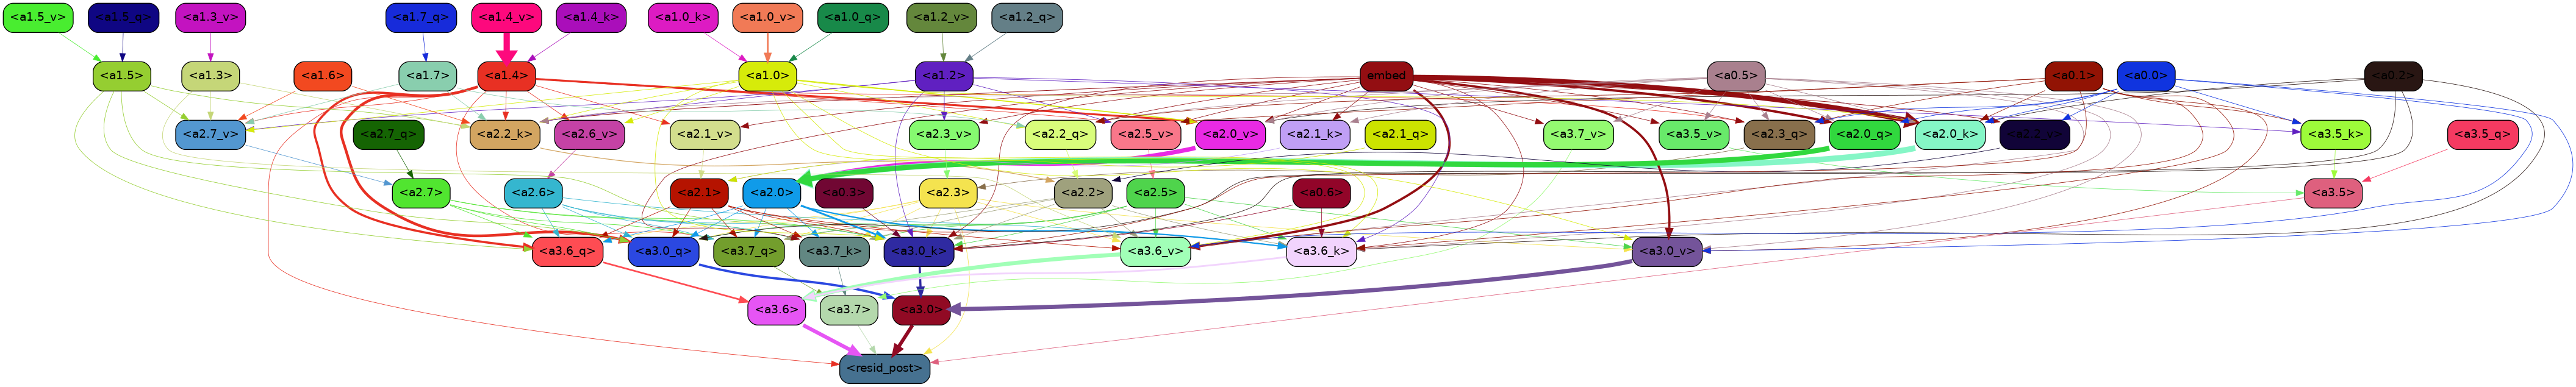 <a1.5_v> <a1.5_q> <a1.3_v> <a1.7_q> <a1.4_v> <a1.4_k> <a1.0_k> <a1.0_v> <a1.0_q> <a1.2_v> <a1.2_q>
<a1.5> <a1.3> <a1.6> <a1.7> <a1.4> <a1.0> <a1.2> embed <a0.5> <a0.1> <a0.0> <a0.2>
<a2.7_v> <a2.7_q> <a2.2_k> <a2.6_v> <a2.1_v> <a2.3_v> <a2.2_q> <a2.5_v> <a2.0_v> <a2.1_k> <a2.1_q> <a3.7_v> <a3.5_v> <a2.3_q> <a2.0_q> <a2.0_k> <a2.2_v> <a3.5_k> <a3.5_q>
<a2.7> <a2.6> <a2.1> <a2.0> <a0.3> <a2.3> <a2.2> <a2.5> <a0.6> <a3.5>
<a3.6_q> <a3.0_q> <a3.7_q> <a3.7_k> <a3.0_k> <a3.6_v> <a3.6_k> <a3.0_v>
<a3.6> <a3.7> <a3.0>
<resid_post>